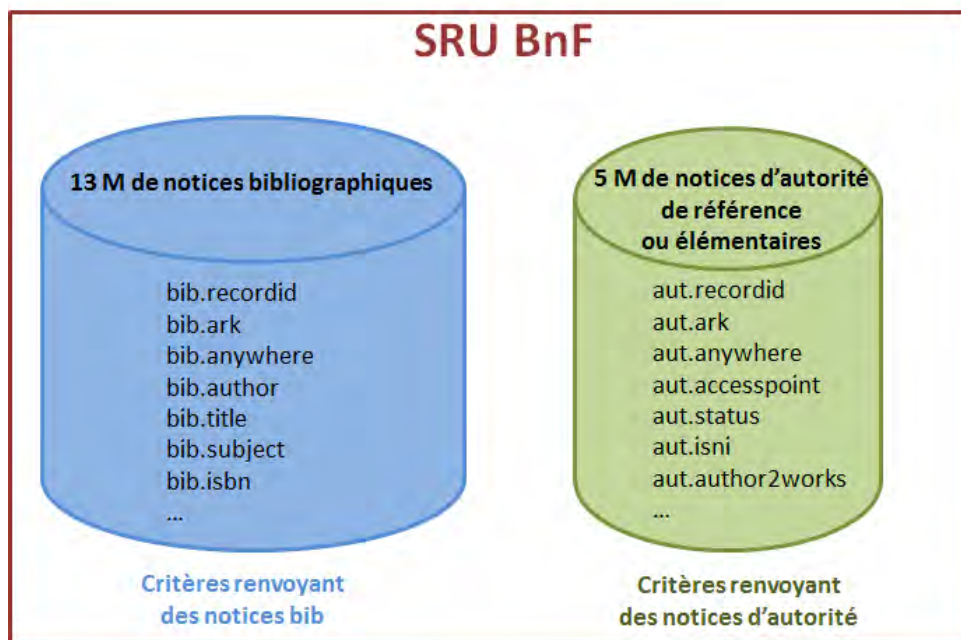 SRU BnF
13 M de notices bibliographiques
bib.recordid
bib.ark
bib.anywhere
bib.author
bib.title
bib.subject
bib.isbn
...
Critères renvoyant
des notices bib
5 M de notices d'autorité
de référence
ou élémentaires
aut.recordid
aut.ark
aut.anywhere
aut.accesspoint
aut.status
aut.isni
aut.author2works
...
Critères renvoyant
des notices d'autorité